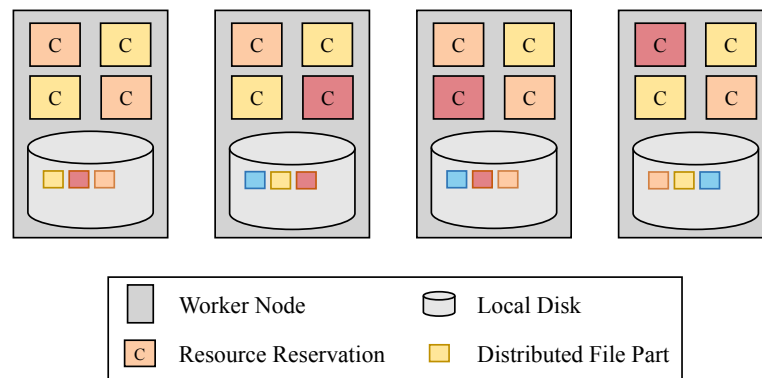 C C C C C C C C
C C C C C C C C
Worker Node Local Disk
C Resource Reservation Distributed File Part